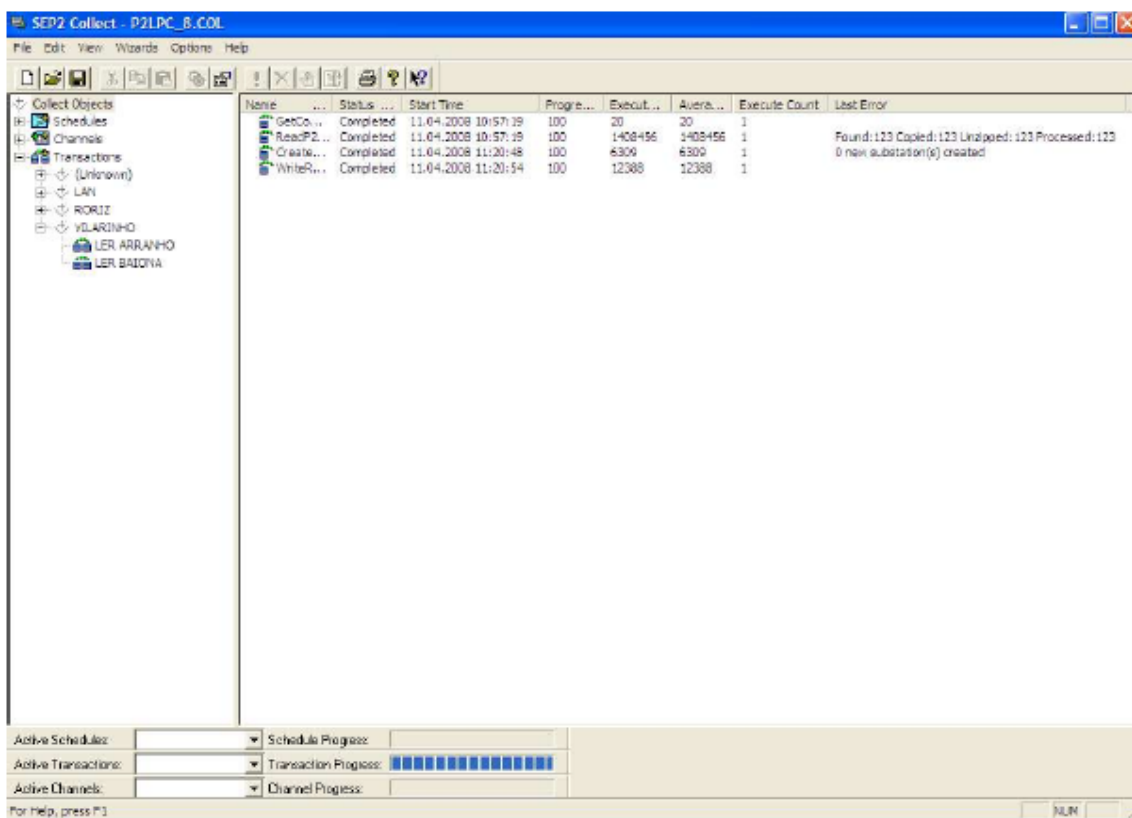 SEP2 Collect - P2LPC_8.COL
File Edit View Wizards Options Help
Collect Objects
Schedules
Channels
Transactions
(Unknown)
LAN
RORIZ
VILARINHO
LER ARRANHO
LER BAIONA
Name ... Status ... Start Time Progre... Execut... Avera... Execute Count Last Error
GetCo... Completed 11.04.2008 10:57:19 100 20 20 1
ReadP2... Completed 11.04.2008 10:57:19 100 1408456 1408456 1 Found:123 Copied:123 Unzipped:123 Processed:123
Create... Completed 11.04.2008 11:20:48 100 6309 6309 1 0 new substation(s) created
WriteR... Completed 11.04.2008 11:20:54 100 12388 12388 1
Active Schedules: Schedule Progress:
Active Transactions: Transaction Progress:
Active Channels: Channel Progress:
For Help, press F1 NUM